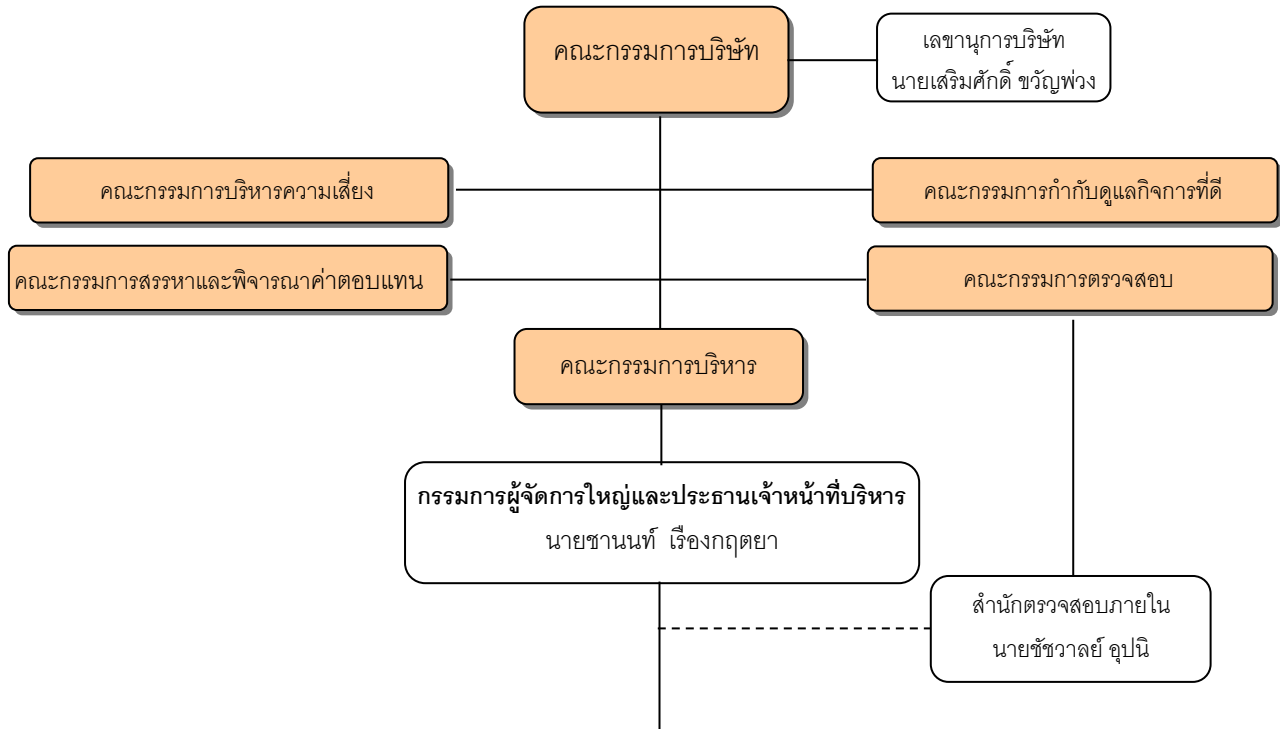 คณะกรรมการบริษัท
เลขานุการบริษัท
นายเสริมศักดิ์ ขวัญพ่วง
คณะกรรมการบริหารความเสี่ยง
คณะกรรมการกำกับดูแลกิจการที่ดี
คณะกรรมการสรรหาและพิจารณาค่าตอบแทน
คณะกรรมการตรวจสอบ
คณะกรรมการบริหาร
กรรมการผู้จัดการใหญ่และประธานเจ้าหน้าที่บริหาร
นายชานนท์ เรืองกฤตยา
สำนักตรวจสอบภายใน
นายชัชวาลย์ อุปนิ